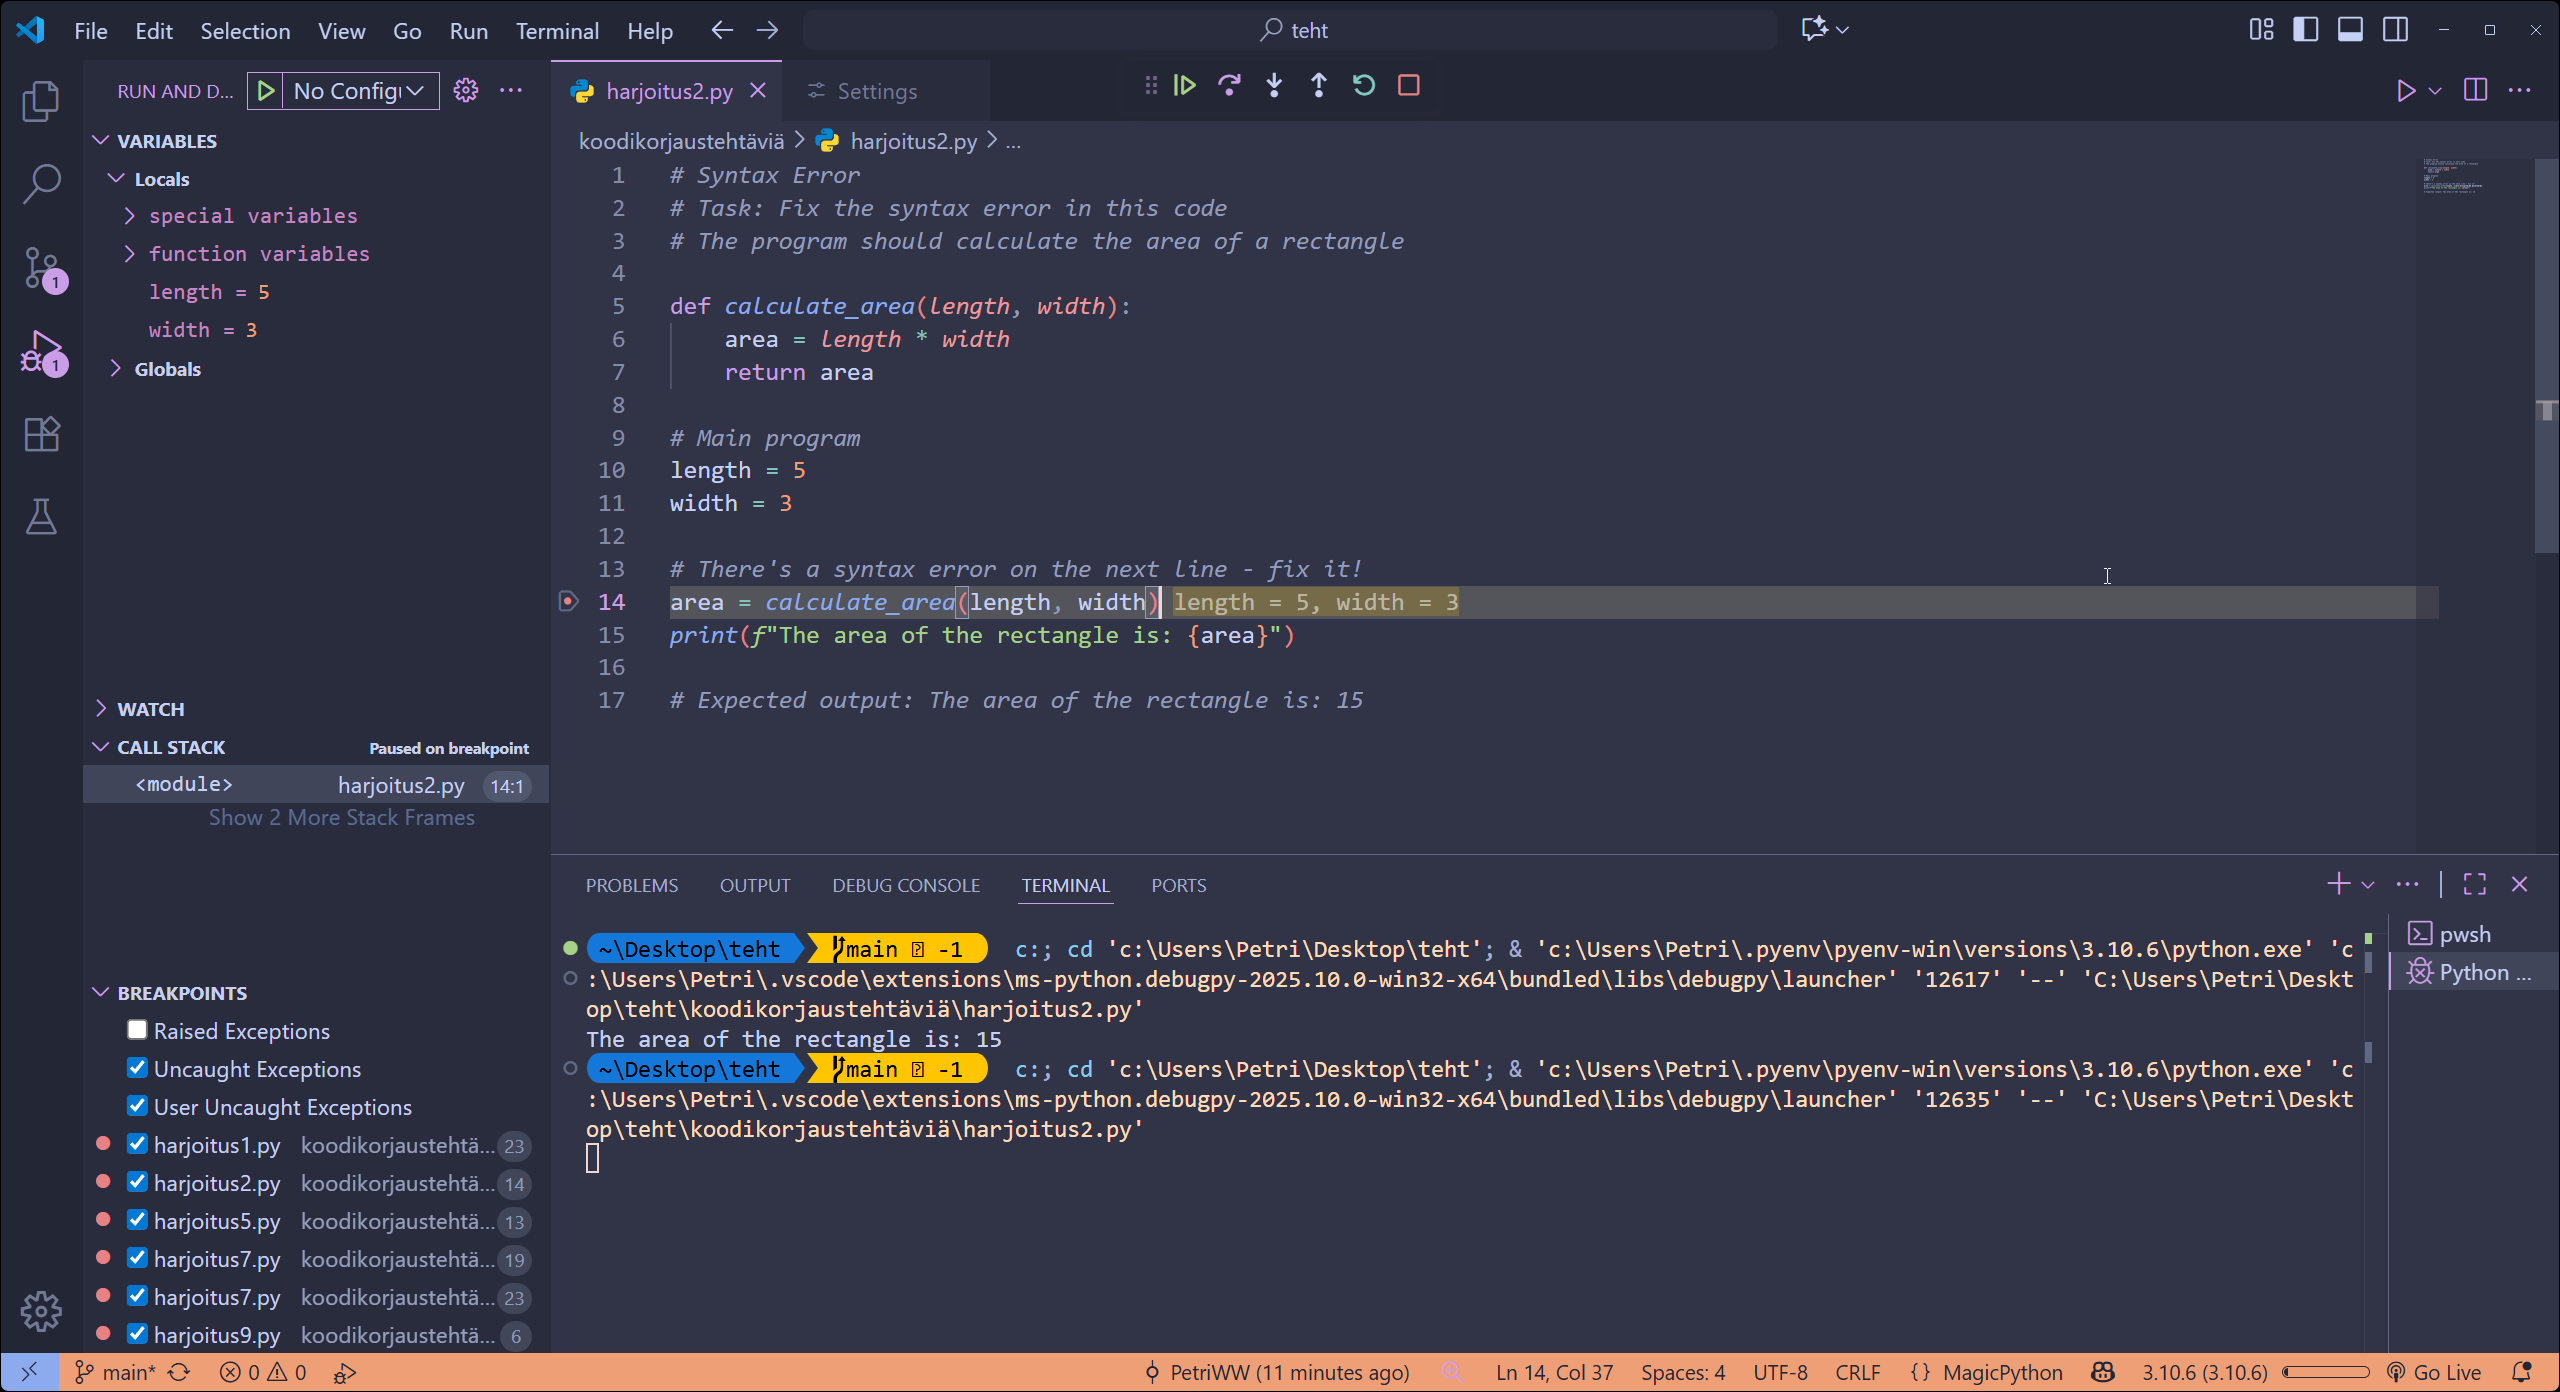 File Edit Selection View Go Run Terminal Help
teht
RUN AND D...
No Config
harjoitus2.py
Settings
koodikorjaustehtäviä > harjoitus2.py > ...
VARIABLES
Locals
special variables
function variables
length = 5
width = 3
Globals
WATCH
CALL STACK
Paused on breakpoint
<module> harjoitus2.py 14:1
Show 2 More Stack Frames
BREAKPOINTS
Raised Exceptions
Uncaught Exceptions
User Uncaught Exceptions
harjoitus1.py koodikorjaustehtä... 23
harjoitus2.py koodikorjaustehtä... 14
harjoitus5.py koodikorjaustehtä... 13
harjoitus7.py koodikorjaustehtä... 19
harjoitus7.py koodikorjaustehtä... 23
harjoitus9.py koodikorjaustehtä... 6
1
1
1 # Syntax Error
2 # Task: Fix the syntax error in this code
3 # The program should calculate the area of a rectangle
4
5 def calculate_area(length, width):
6 area = length * width
7 return area
8
9 # Main program
10 length = 5
11 width = 3
12
13 # There's a syntax error on the next line - fix it!
14 area = calculate_area(length, width) length = 5, width = 3
15 print(f"The area of the rectangle is: {area}")
16
17 # Expected output: The area of the rectangle is: 15
PROBLEMS OUTPUT DEBUG CONSOLE TERMINAL PORTS
~\Desktop\teht main -1 c:; cd 'c:\Users\Petri\Desktop\teht'; & 'c:\Users\Petri\.pyenv\pyenv-win\versions\3.10.6\python.exe' 'c
:\Users\Petri\.vscode\extensions\ms-python.debugpy-2025.10.0-win32-x64\bundled\libs\debugpy\launcher' '12617' '--' 'C:\Users\Petri\Deskt
op\teht\koodikorjaustehtäviä\harjoitus2.py'
The area of the rectangle is: 15
~\Desktop\teht main -1 c:; cd 'c:\Users\Petri\Desktop\teht'; & 'c:\Users\Petri\.pyenv\pyenv-win\versions\3.10.6\python.exe' 'c
:\Users\Petri\.vscode\extensions\ms-python.debugpy-2025.10.0-win32-x64\bundled\libs\debugpy\launcher' '12635' '--' 'C:\Users\Petri\Deskt
op\teht\koodikorjaustehtäviä\harjoitus2.py'
pwsh
Python ...
main* 0 0 PetriWW (11 minutes ago) Ln 14, Col 37 Spaces: 4 UTF-8 CRLF {} MagicPython 3.10.6 (3.10.6) Go Live